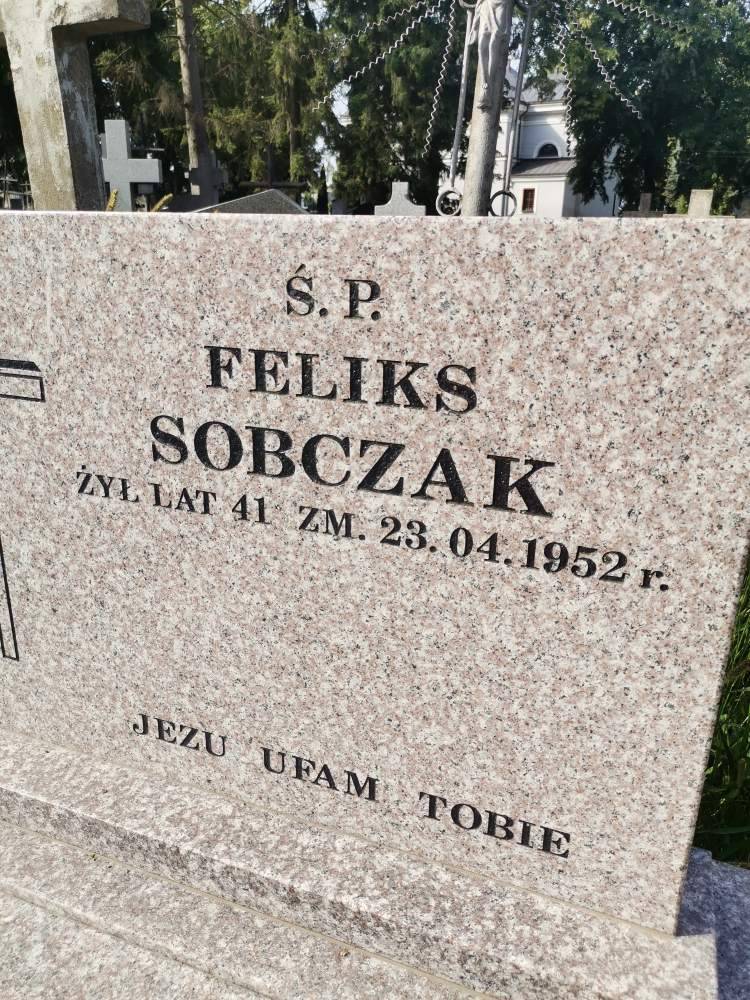 Ś. P.
FELIKS
SOBCZAK
ŻYŁ LAT 41 ZM. 23.04.1952 r.
JEZU UFAM TOBIE